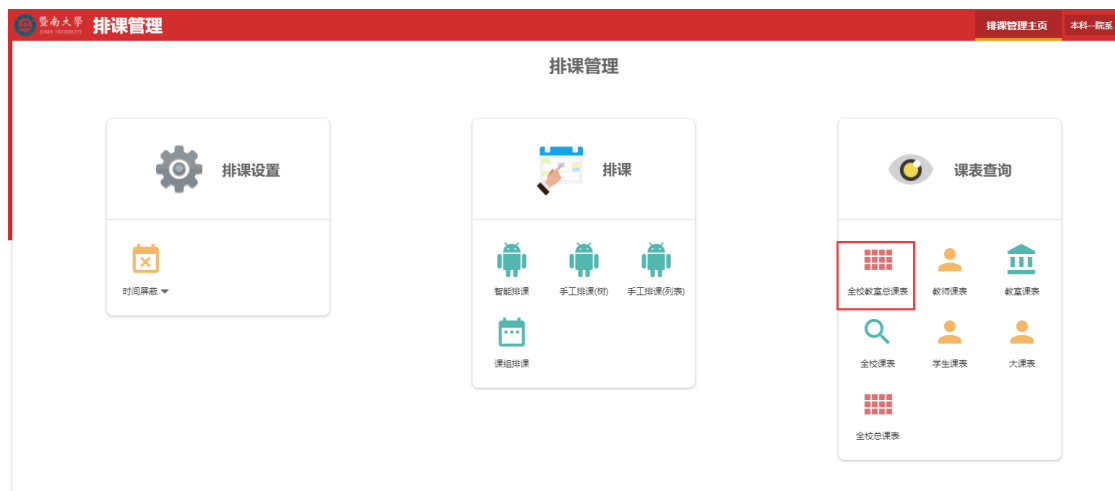 暨南大學 排课管理 排课管理主页 本科--院系
JINAN UNIVERSITY
排课管理
排课设置
时间屏蔽
排课
智能排课 手工排课(树) 手工排课(列表)
课组排课
课表查询
全校教室总课表 教师课表 教室课表
全校课表 学生课表 大课表
全校总课表